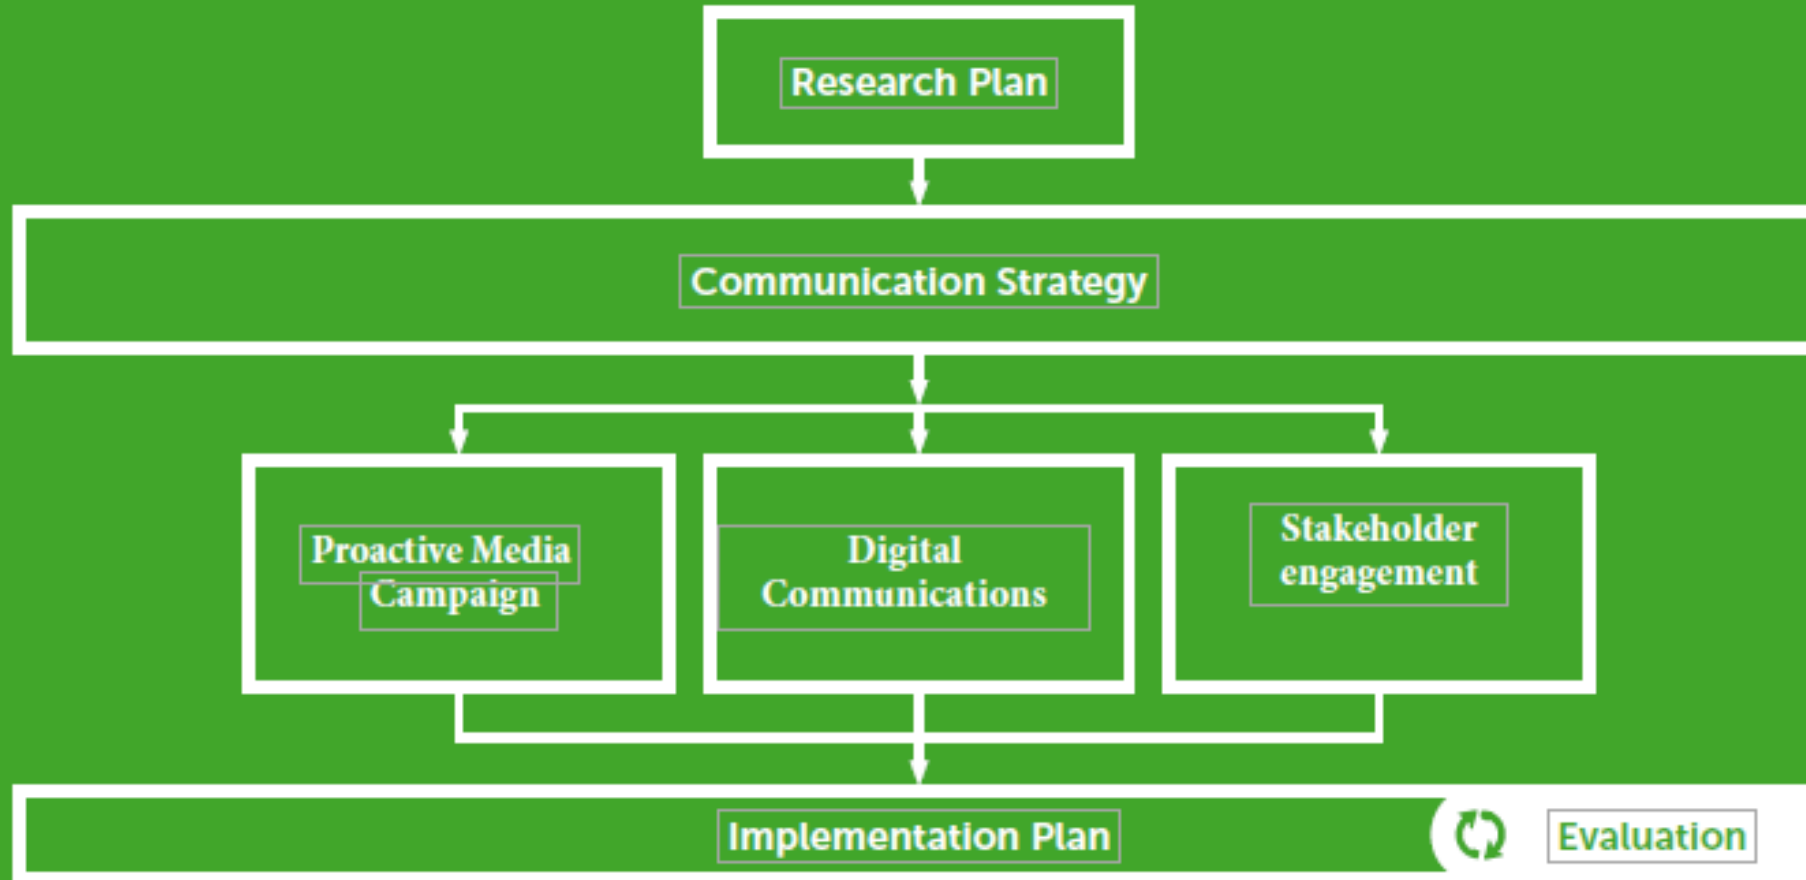 Research Plan
Communication Strategy
Proactive Media
Campaign
Digital
Communications
Stakeholder
engagement
Implementation Plan
Evaluation